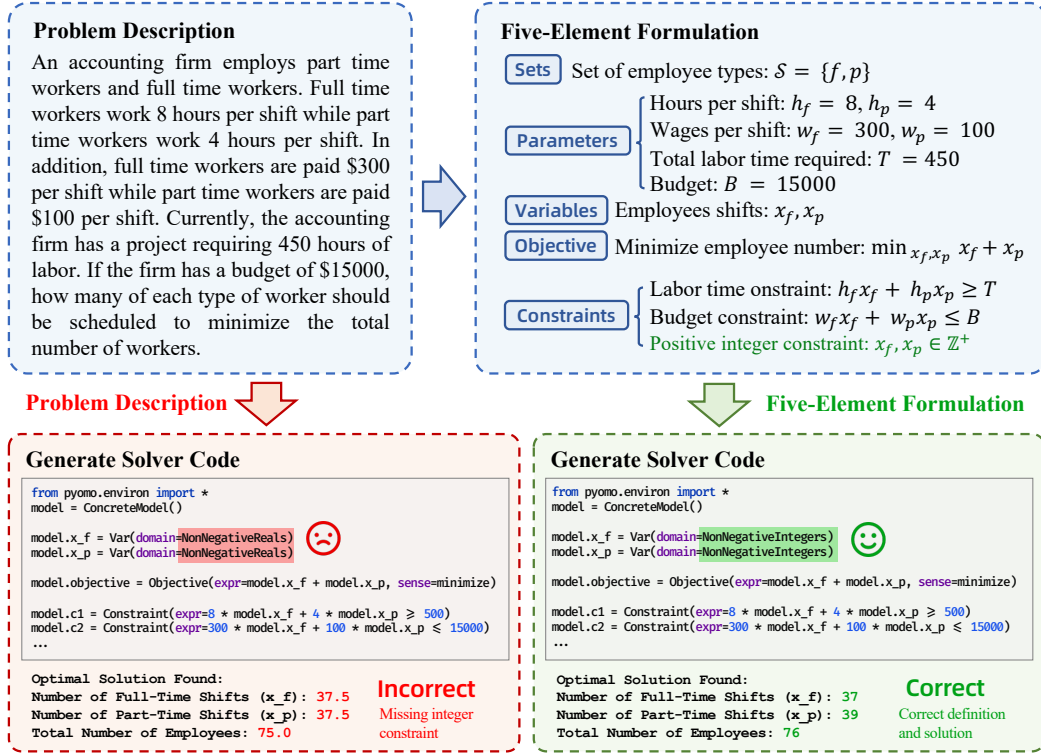 Problem Description
An accounting firm employs part time
workers and full time workers. Full time
workers work 8 hours per shift while part
time workers work 4 hours per shift. In
addition, full time workers are paid $300
per shift while part time workers are paid
$100 per shift. Currently, the accounting
firm has a project requiring 450 hours of
labor. If the firm has a budget of $15000,
how many of each type of worker should
be scheduled to minimize the total
number of workers.
Five-Element Formulation
Sets Set of employee types: 𝒮 = {f, p}
Parameters
Hours per shift: h_f = 8, h_p = 4
Wages per shift: w_f = 300, w_p = 100
Total labor time required: T = 450
Budget: B = 15000
Variables Employees shifts: x_f, x_p
Objective Minimize employee number: min_{x_f,x_p} x_f + x_p
Constraints
Labor time onstraint: h_f x_f + h_p x_p ≥ T
Budget constraint: w_f x_f + w_p x_p ≤ B
Positive integer constraint: x_f, x_p ∈ ℤ⁺
Problem Description
Five-Element Formulation
Generate Solver Code
from pyomo.environ import *
model = ConcreteModel()
model.x_f = Var(domain=NonNegativeReals)
model.x_p = Var(domain=NonNegativeReals)
model.objective = Objective(expr=model.x_f + model.x_p, sense=minimize)
model.c1 = Constraint(expr=8 * model.x_f + 4 * model.x_p ≥ 500)
model.c2 = Constraint(expr=300 * model.x_f + 100 * model.x_p ≤ 15000)
...
Optimal Solution Found:
Number of Full-Time Shifts (x_f): 37.5
Number of Part-Time Shifts (x_p): 37.5
Total Number of Employees: 75.0
Incorrect
Missing integer
constraint
Generate Solver Code
from pyomo.environ import *
model = ConcreteModel()
model.x_f = Var(domain=NonNegativeIntegers)
model.x_p = Var(domain=NonNegativeIntegers)
model.objective = Objective(expr=model.x_f + model.x_p, sense=minimize)
model.c1 = Constraint(expr=8 * model.x_f + 4 * model.x_p ≥ 500)
model.c2 = Constraint(expr=300 * model.x_f + 100 * model.x_p ≤ 15000)
...
Optimal Solution Found:
Number of Full-Time Shifts (x_f): 37
Number of Part-Time Shifts (x_p): 39
Total Number of Employees: 76
Correct
Correct definition
and solution